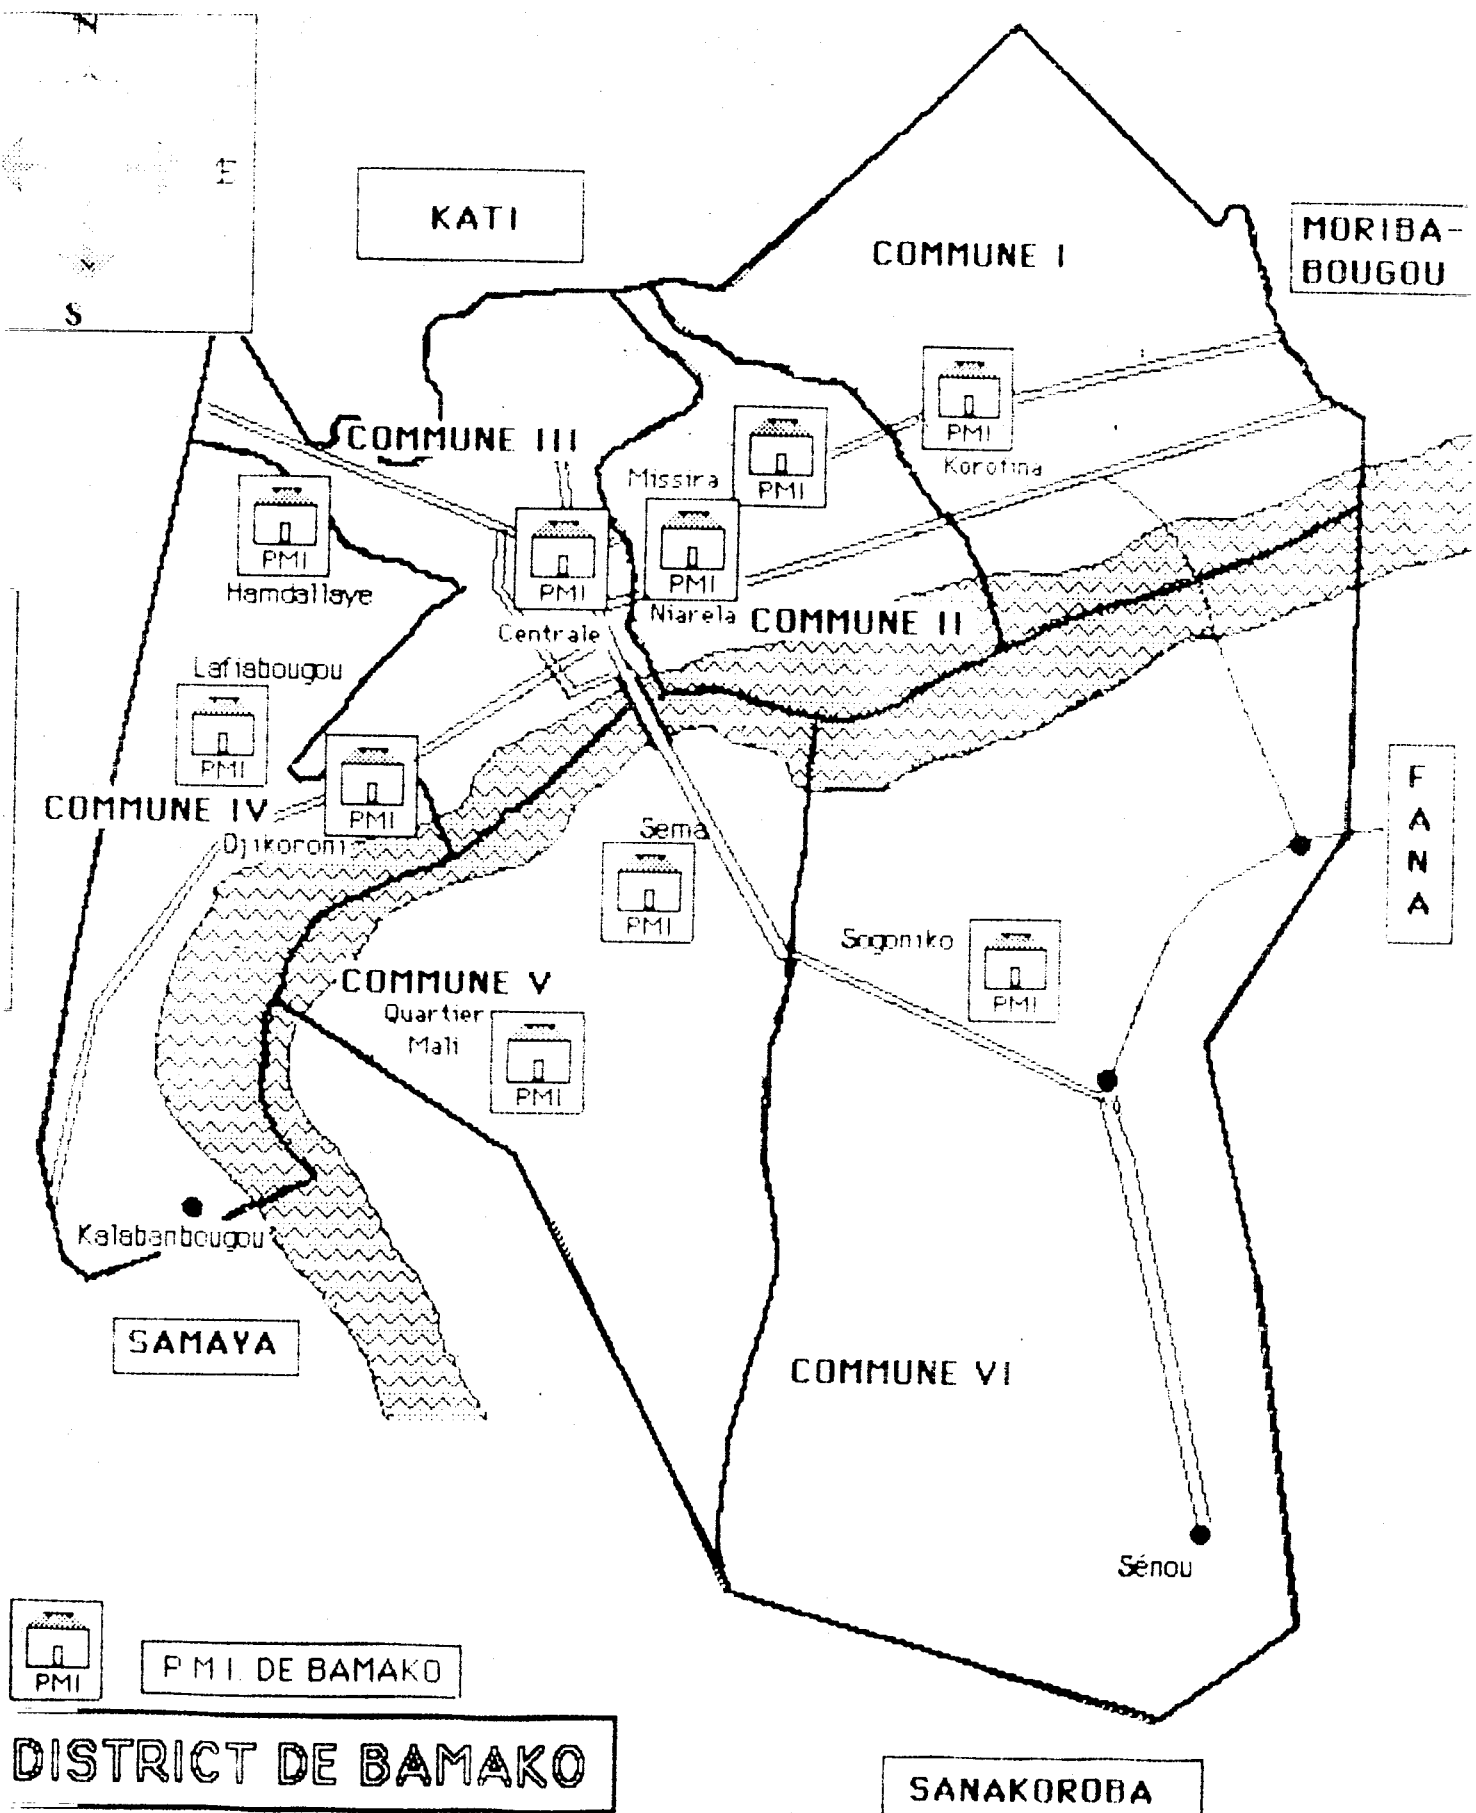 N
E
S
KATI
COMMUNE I
MORIBA-
BOUGOU
PMI
Korofina
COMMUNE III
Missira
PMI
PMI
Hamdallaye
PMI
Centrale
PMI
Niarela
COMMUNE II
Lafiabougou
PMI
COMMUNE IV
PMI
Djikoroni
Sema
PMI
FANA
Sogoniko
PMI
COMMUNE V
Quartier
Mali
PMI
Kalabanbougou
SAMAYA
COMMUNE VI
Sénou
PMI
P M I. DE BAMAKO
DISTRICT DE BAMAKO
SANAKOROBA